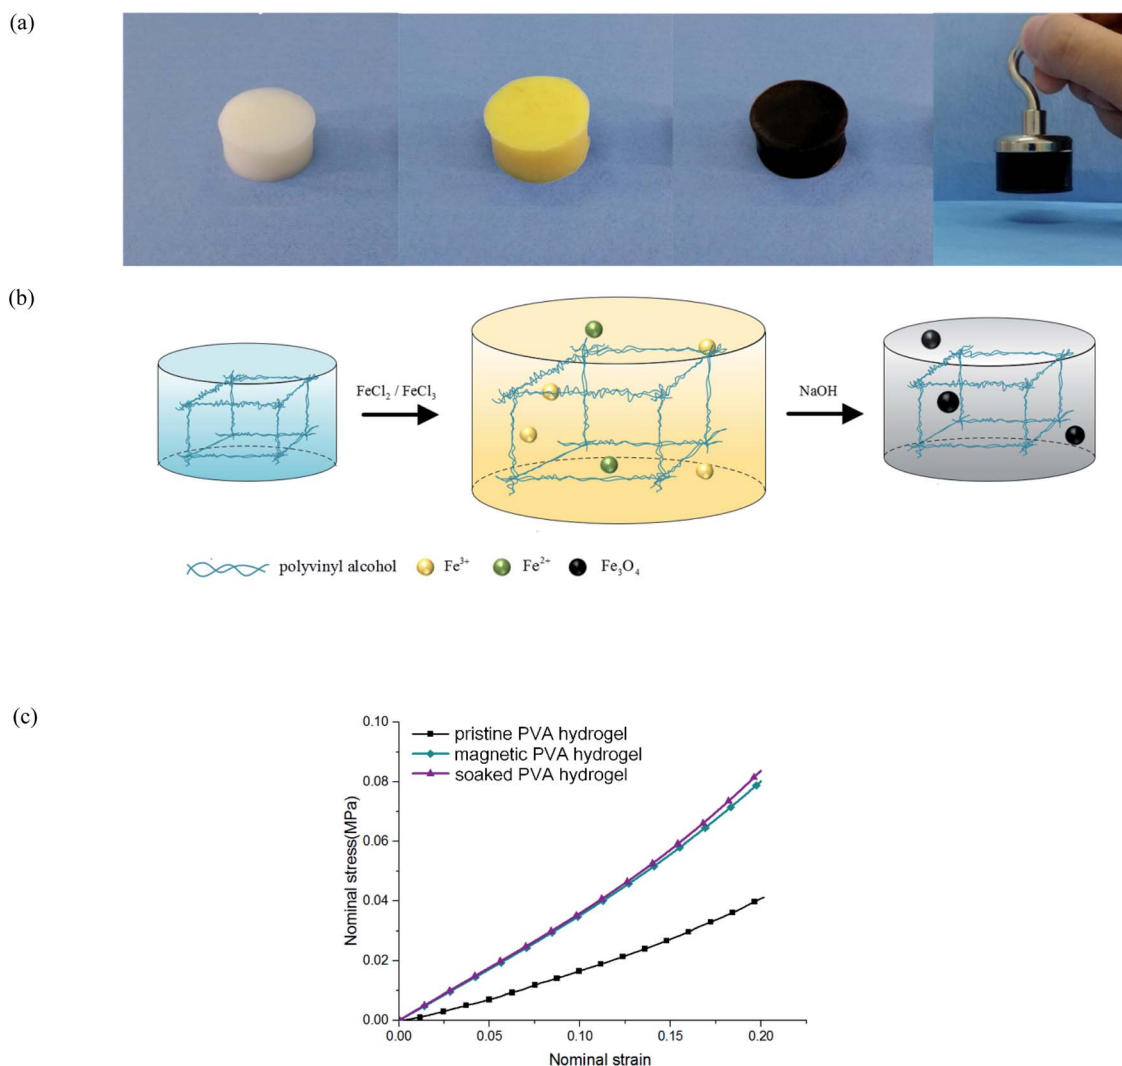 (a)
(b)
FeCl₂ / FeCl₃
NaOH
polyvinyl alcohol Fe³⁺ Fe²⁺ Fe₃O₄
(c)
0.10
pristine PVA hydrogel
magnetic PVA hydrogel
soaked PVA hydrogel
0.08
0.06
0.04
0.02
0.00
Nominal stress(MPa)
0.00 0.05 0.10 0.15 0.20
Nominal strain